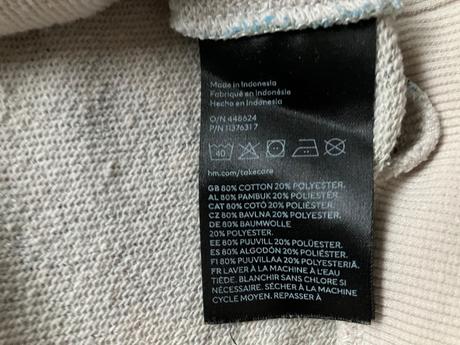 Made in Indonesia
Fabriqué en Indonésie
Hecho en Indonesia
O/N 448624
P/N 11376317
40
hm.com/takecare
GB 80% COTTON 20% POLYESTER.
AL 80% PAMBUK 20% POLIESTER.
CAT 80% COTÓ 20% POLIÈSTER.
CZ 80% BAVLNA 20% POLYESTER.
DE 80% BAUMWOLLE
20% POLYESTER.
EE 80% PUUVILL 20% POLÜESTER.
ES 80% ALGODÓN 20% POLIÉSTER.
FI 80% PUUVILLAA 20% POLYESTERIÄ.
FR LAVER À LA MACHINE À L'EAU
TIÈDE. BLANCHIR SANS CHLORE SI
NÉCESSAIRE. SÉCHER À LA MACHINE
CYCLE MOYEN. REPASSER À